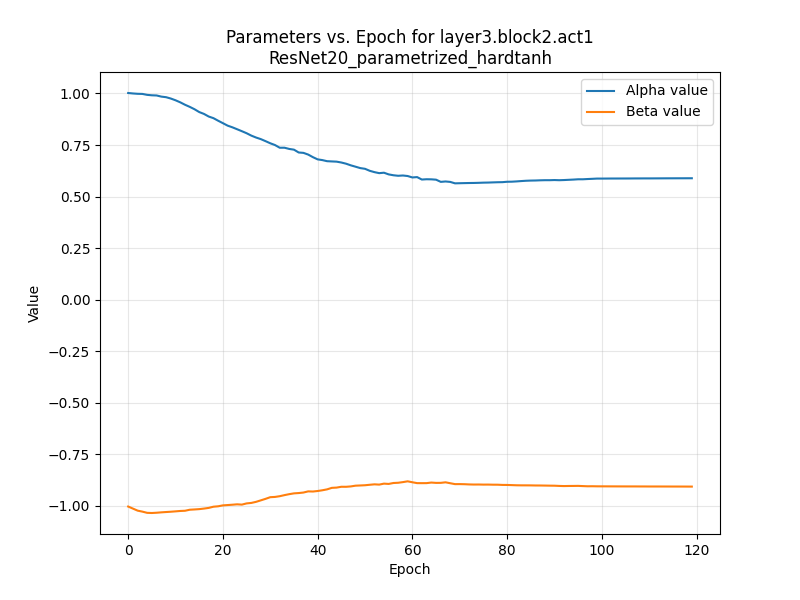 Parameters vs. Epoch for layer3.block2.act1
ResNet20_parametrized_hardtanh
Alpha value
Beta value
1.00
0.75
0.50
0.25
0.00
−0.25
−0.50
−0.75
−1.00
Value
0 20 40 60 80 100 120
Epoch